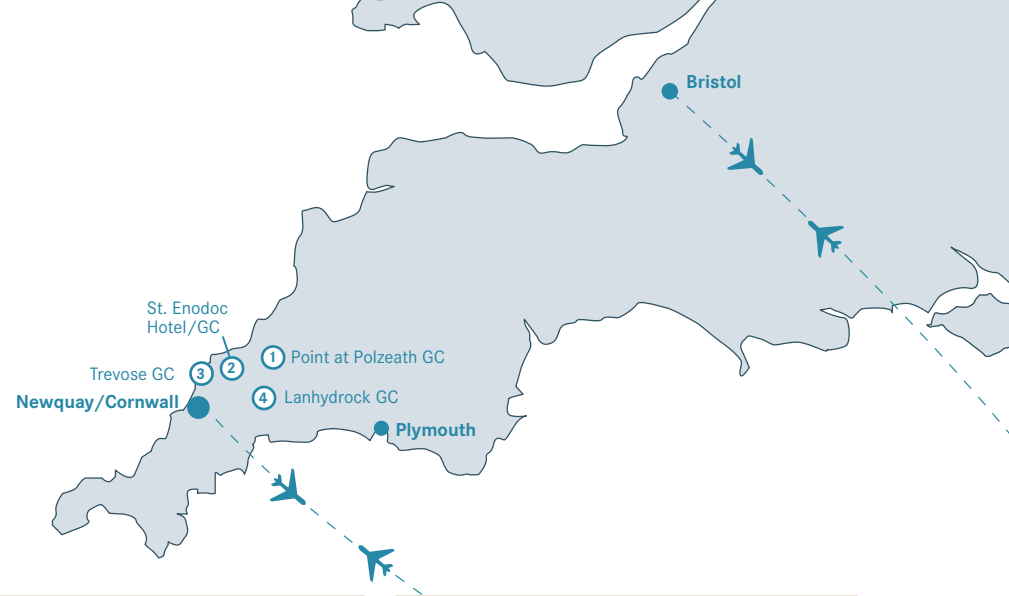 Bristol
St. Enodoc
Hotel/GC
1 Point at Polzeath GC
2
Trevose GC 3
4 Lanhydrock GC
Newquay/Cornwall
Plymouth